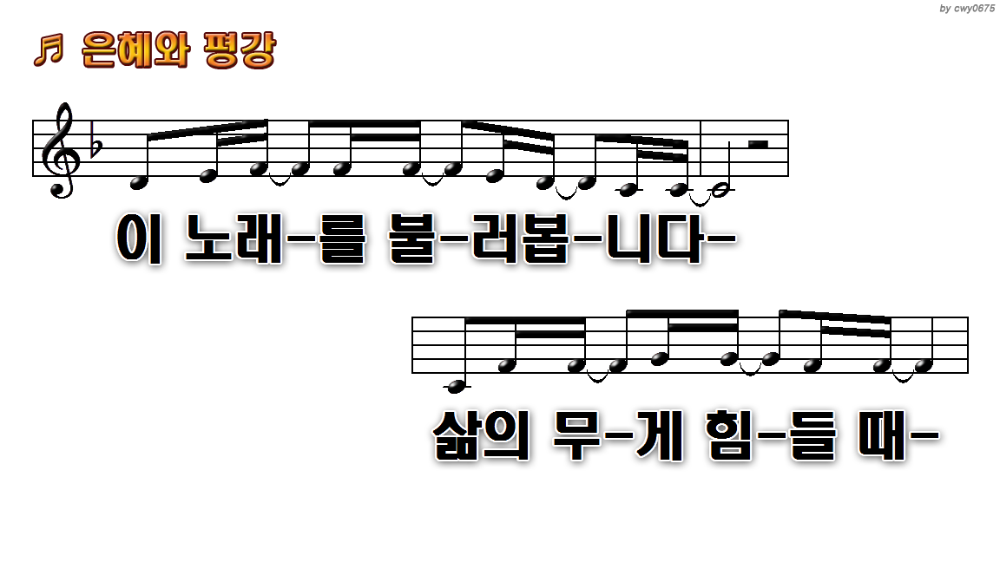 by cwy0675
♬ 은혜와 평강
이 노래-를 불-러봅-니다-
삶의 무-게 힘-들 때-